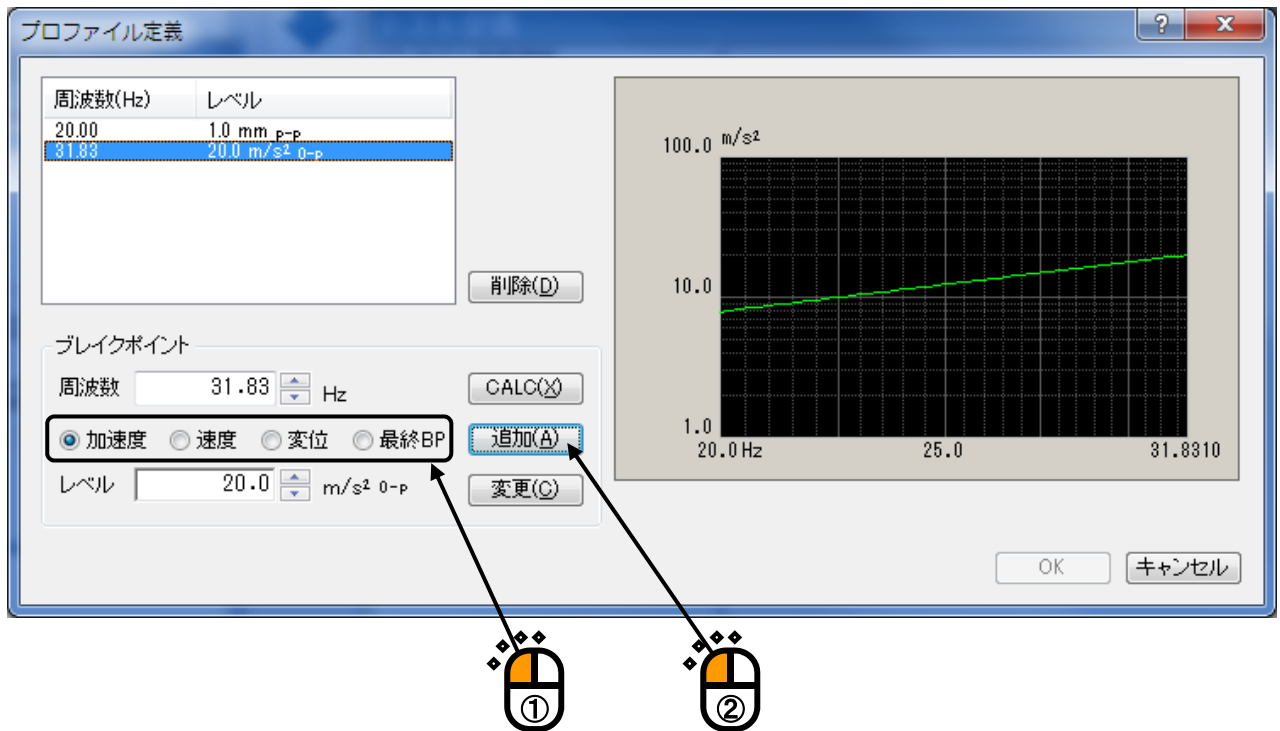 プロファイル定義
周波数(Hz) レベル
20.00 1.0 mm p-p
31.83 20.0 m/s² 0-p
削除(D)
ブレイクポイント
周波数 31.83 Hz CALC(X)
加速度 速度 変位 最終BP 追加(A)
レベル 20.0 m/s² 0-P 変更(C)
100.0 m/s²
10.0
1.0
20.0Hz 25.0 31.8310
OK キャンセル
① ②